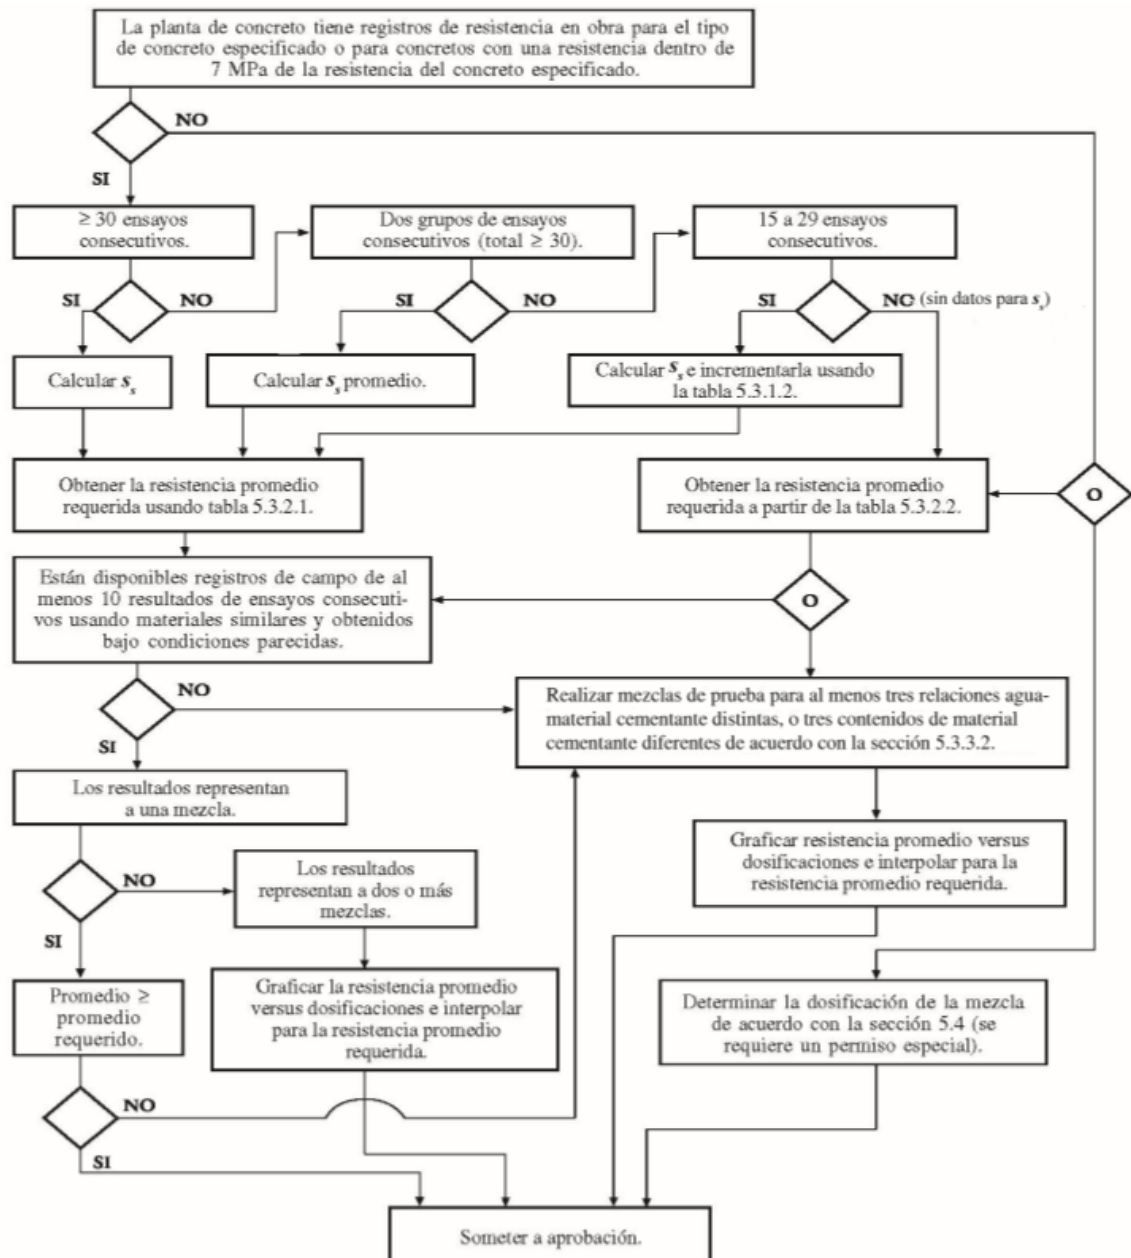 La planta de concreto tiene registros de resistencia en obra para el tipo
de concreto especificado o para concretos con una resistencia dentro de
7 MPa de la resistencia del concreto especificado.
NO
SI
≥ 30 ensayos
consecutivos.
Dos grupos de ensayos
consecutivos (total ≥ 30).
15 a 29 ensayos
consecutivos.
SI
NO
SI
NO
SI
NO (sin datos para s_s)
Calcular s_s
Calcular s_s promedio.
Calcular s_s e incrementarla usando
la tabla 5.3.1.2.
Obtener la resistencia promedio
requerida usando tabla 5.3.2.1.
Obtener la resistencia promedio
requerida a partir de la tabla 5.3.2.2.
O
Están disponibles registros de campo de al
menos 10 resultados de ensayos consecuti-
vos usando materiales similares y obtenidos
bajo condiciones parecidas.
O
NO
SI
Realizar mezclas de prueba para al menos tres relaciones agua-
material cementante distintas, o tres contenidos de material
cementante diferentes de acuerdo con la sección 5.3.3.2.
Los resultados representan
a una mezcla.
Graficar resistencia promedio versus
dosificaciones e interpolar para la
resistencia promedio requerida.
NO
SI
Los resultados
representan a dos o más
mezclas.
Promedio ≥
promedio
requerido.
Graficar la resistencia promedio
versus dosificaciones e interpolar
para la resistencia promedio
requerida.
Determinar la dosificación de la mezcla
de acuerdo con la sección 5.4 (se
requiere un permiso especial).
NO
SI
Someter a aprobación.